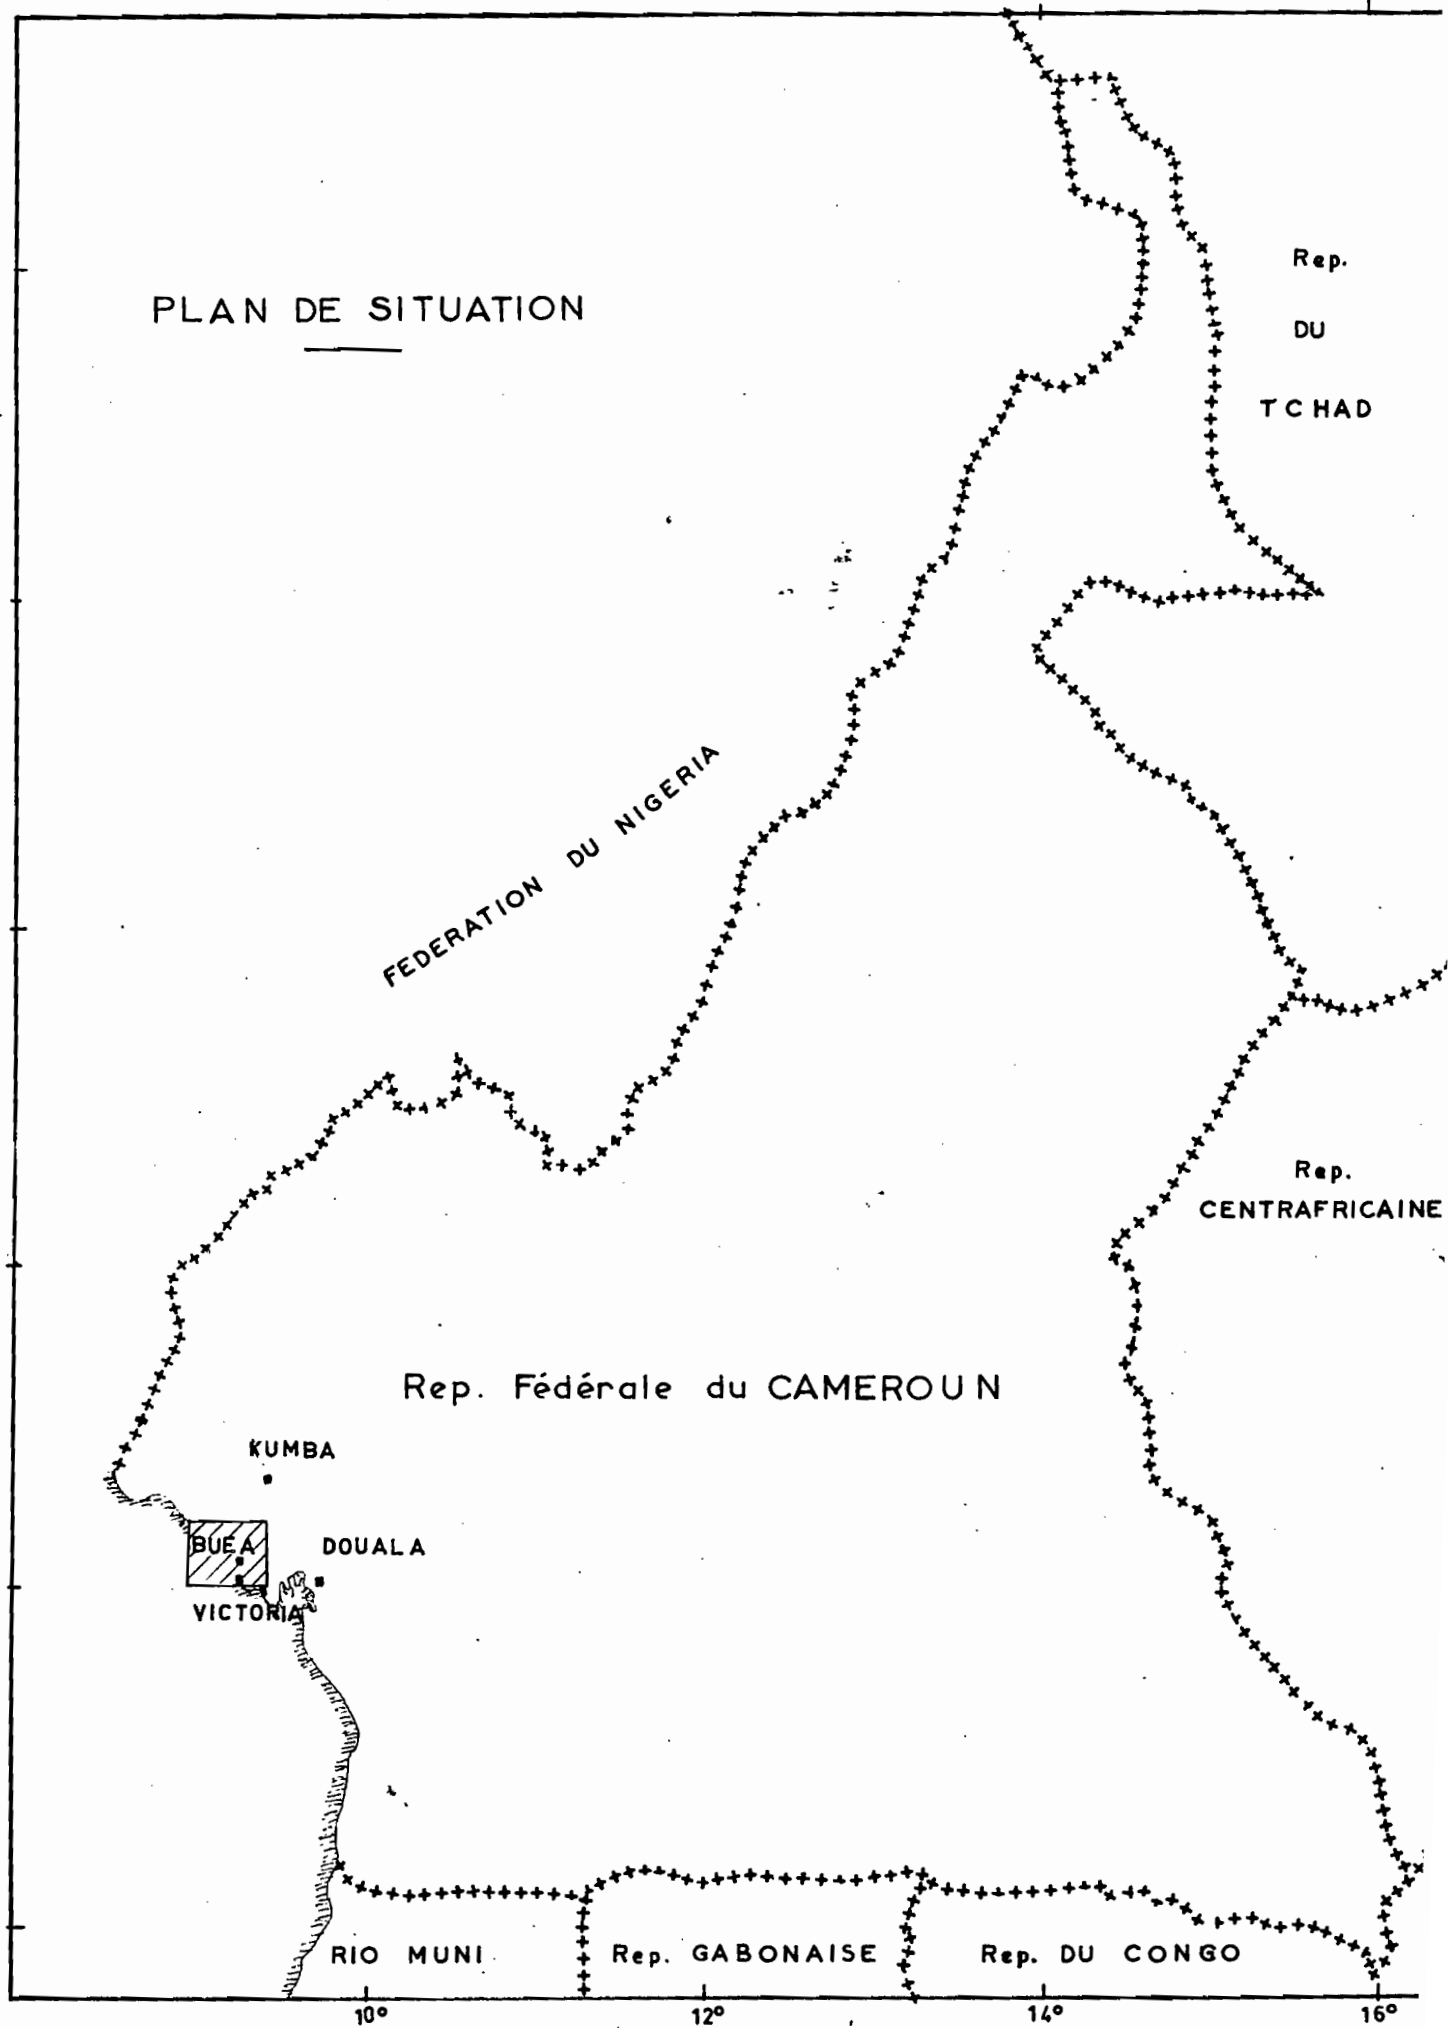 PLAN DE SITUATION
Rep.
DU
TCHAD
FEDERATION DU NIGERIA
Rep.
CENTRAFRICAINE
Rep. Fédérale du CAMEROUN
KUMBA
BUEA
DOUALA
VICTORIA
RIO MUNI
Rep. GABONAISE
Rep. DU CONGO
10°
12°
14°
16°